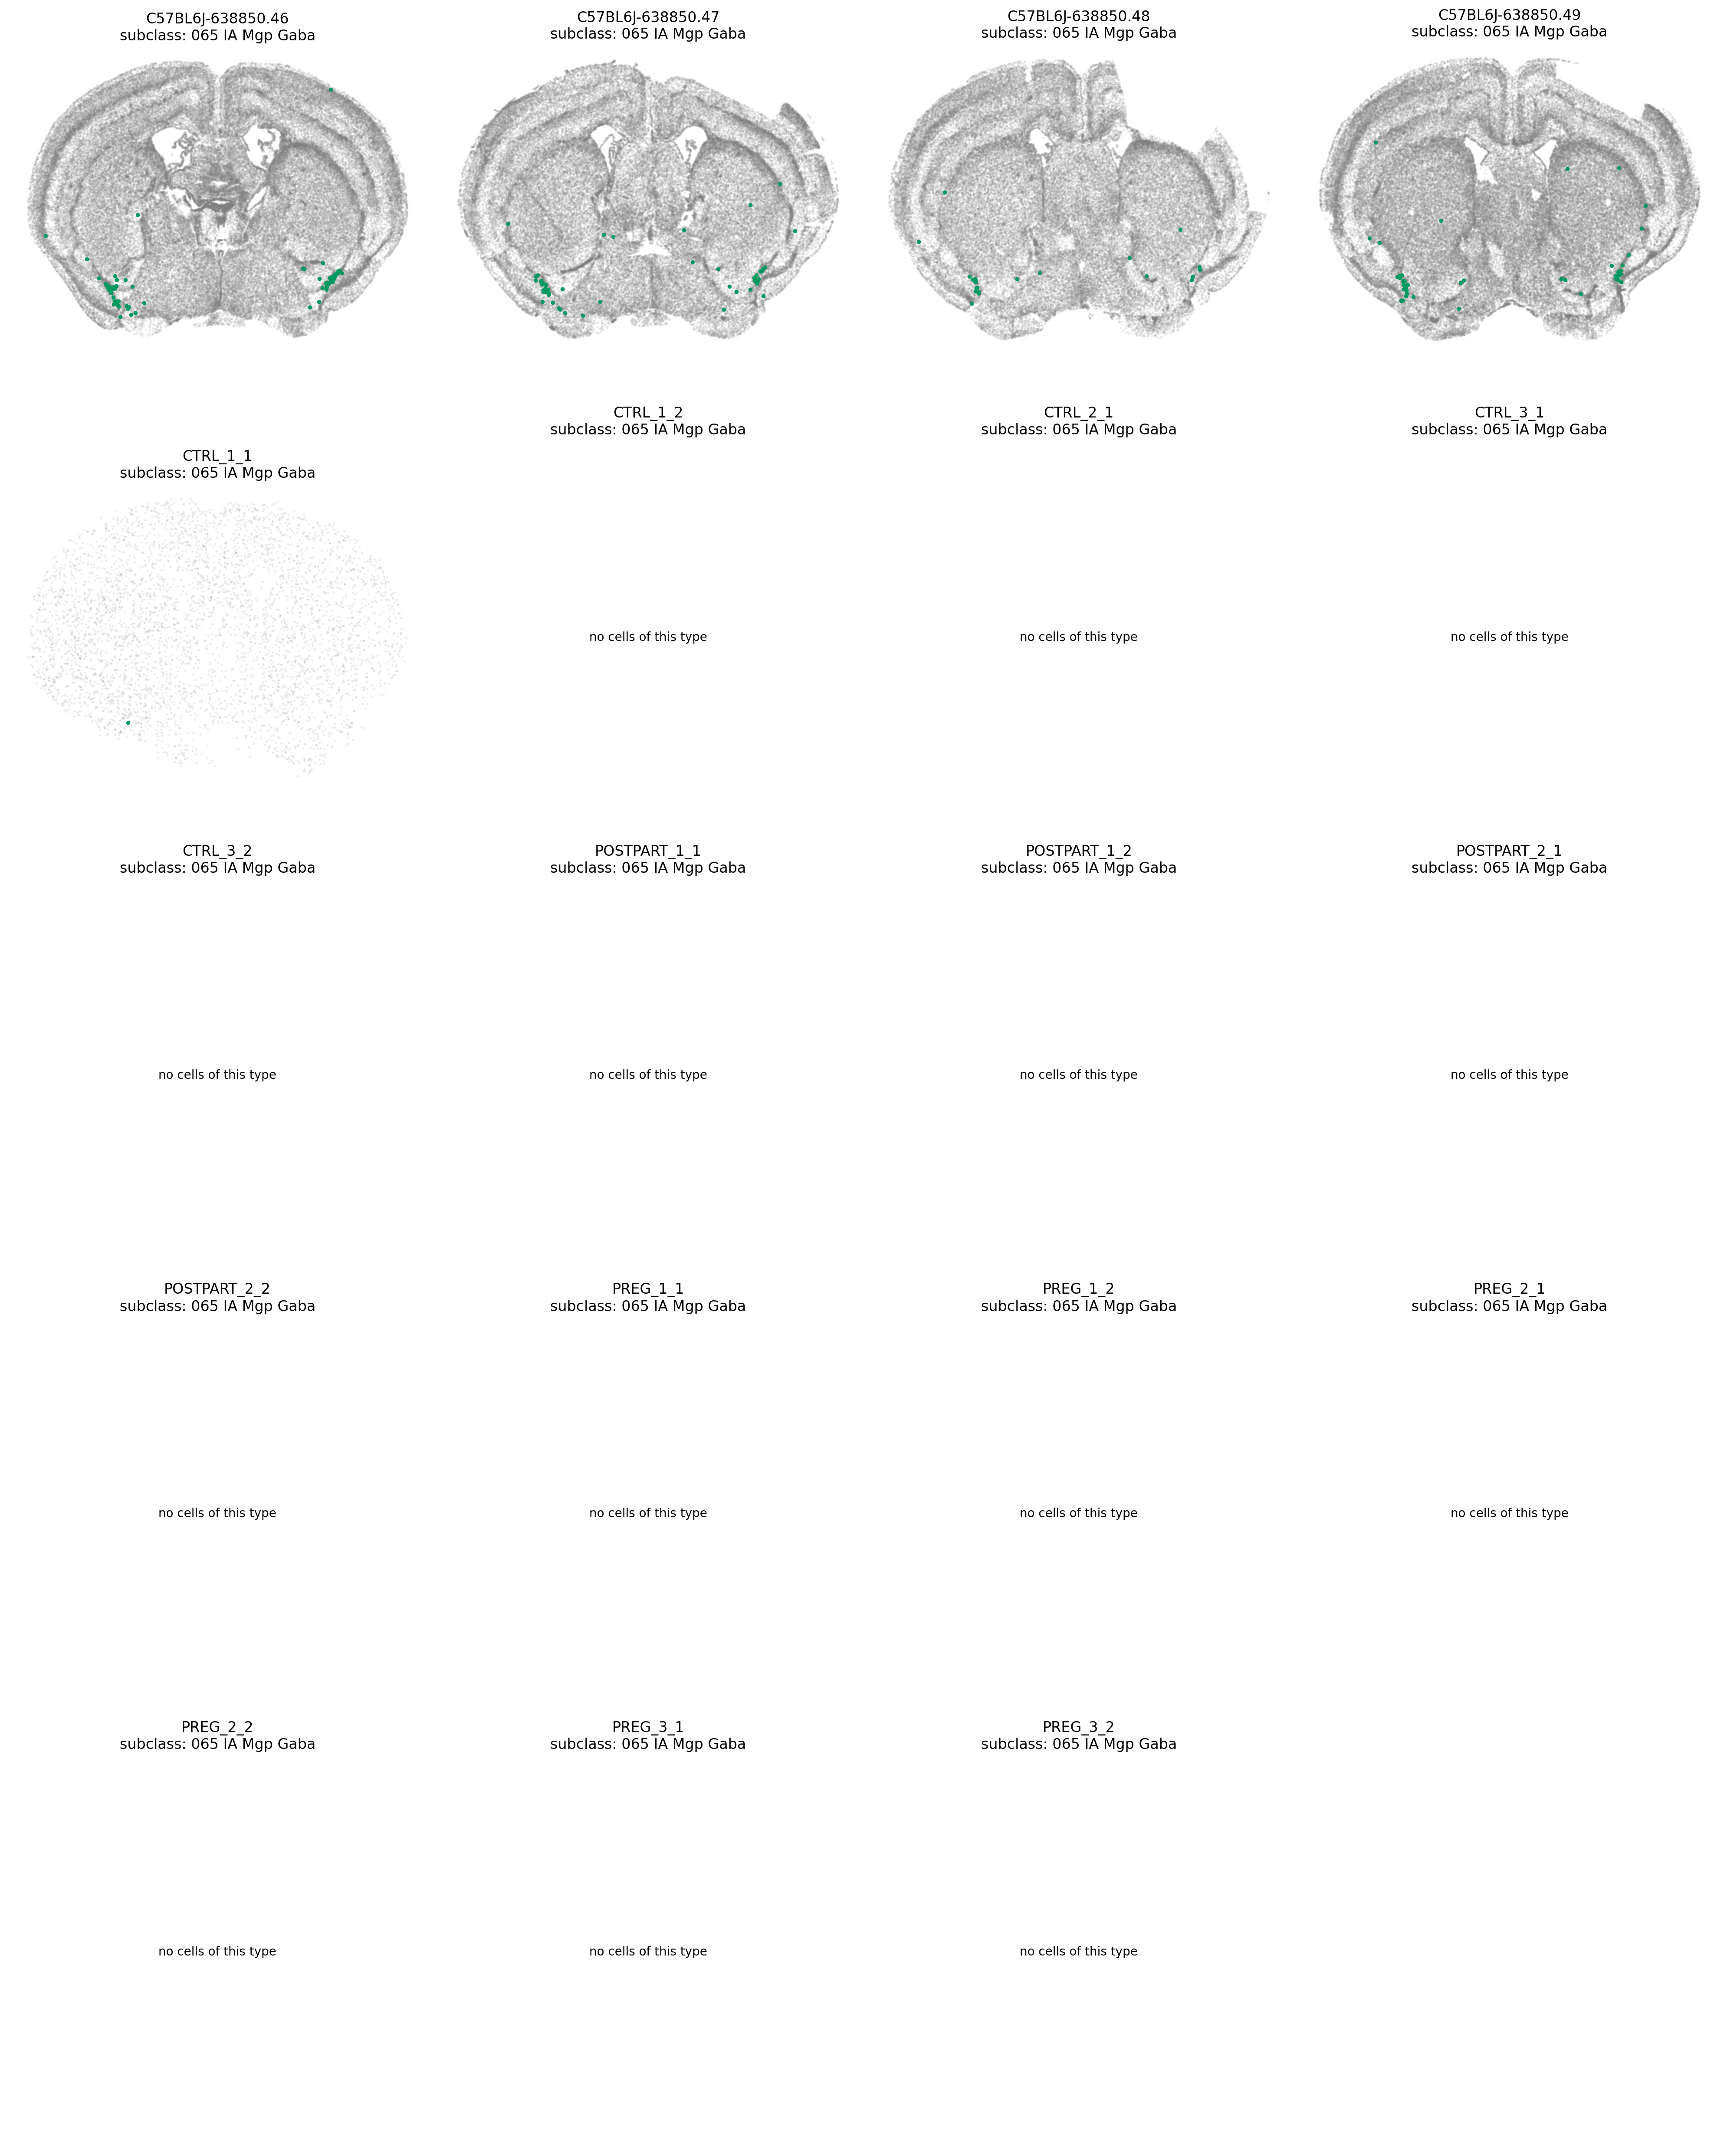 C57BL6J-638850.46
subclass: 065 IA Mgp Gaba
C57BL6J-638850.47
subclass: 065 IA Mgp Gaba
C57BL6J-638850.48
subclass: 065 IA Mgp Gaba
C57BL6J-638850.49
subclass: 065 IA Mgp Gaba
CTRL_1_1
subclass: 065 IA Mgp Gaba
CTRL_1_2
subclass: 065 IA Mgp Gaba
no cells of this type
CTRL_2_1
subclass: 065 IA Mgp Gaba
no cells of this type
CTRL_3_1
subclass: 065 IA Mgp Gaba
no cells of this type
CTRL_3_2
subclass: 065 IA Mgp Gaba
no cells of this type
POSTPART_1_1
subclass: 065 IA Mgp Gaba
no cells of this type
POSTPART_1_2
subclass: 065 IA Mgp Gaba
no cells of this type
POSTPART_2_1
subclass: 065 IA Mgp Gaba
no cells of this type
POSTPART_2_2
subclass: 065 IA Mgp Gaba
no cells of this type
PREG_1_1
subclass: 065 IA Mgp Gaba
no cells of this type
PREG_1_2
subclass: 065 IA Mgp Gaba
no cells of this type
PREG_2_1
subclass: 065 IA Mgp Gaba
no cells of this type
PREG_2_2
subclass: 065 IA Mgp Gaba
no cells of this type
PREG_3_1
subclass: 065 IA Mgp Gaba
no cells of this type
PREG_3_2
subclass: 065 IA Mgp Gaba
no cells of this type